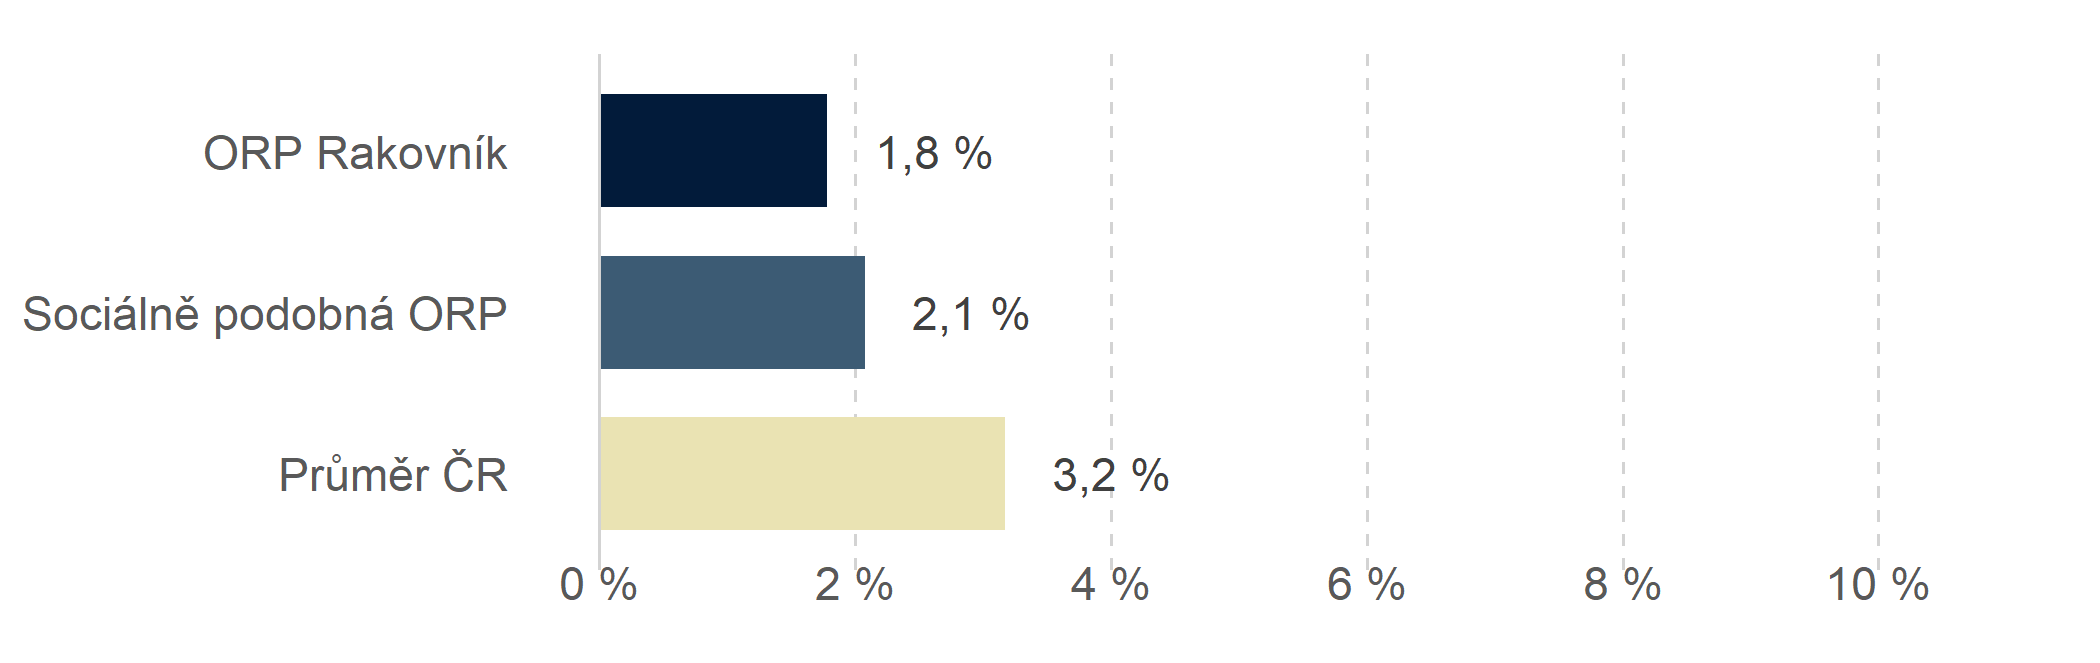 ORP Rakovník
1,8 %
Sociálně podobná ORP
2,1 %
Průměr ČR
3,2 %
0 % 2 % 4 % 6 % 8 % 10 %